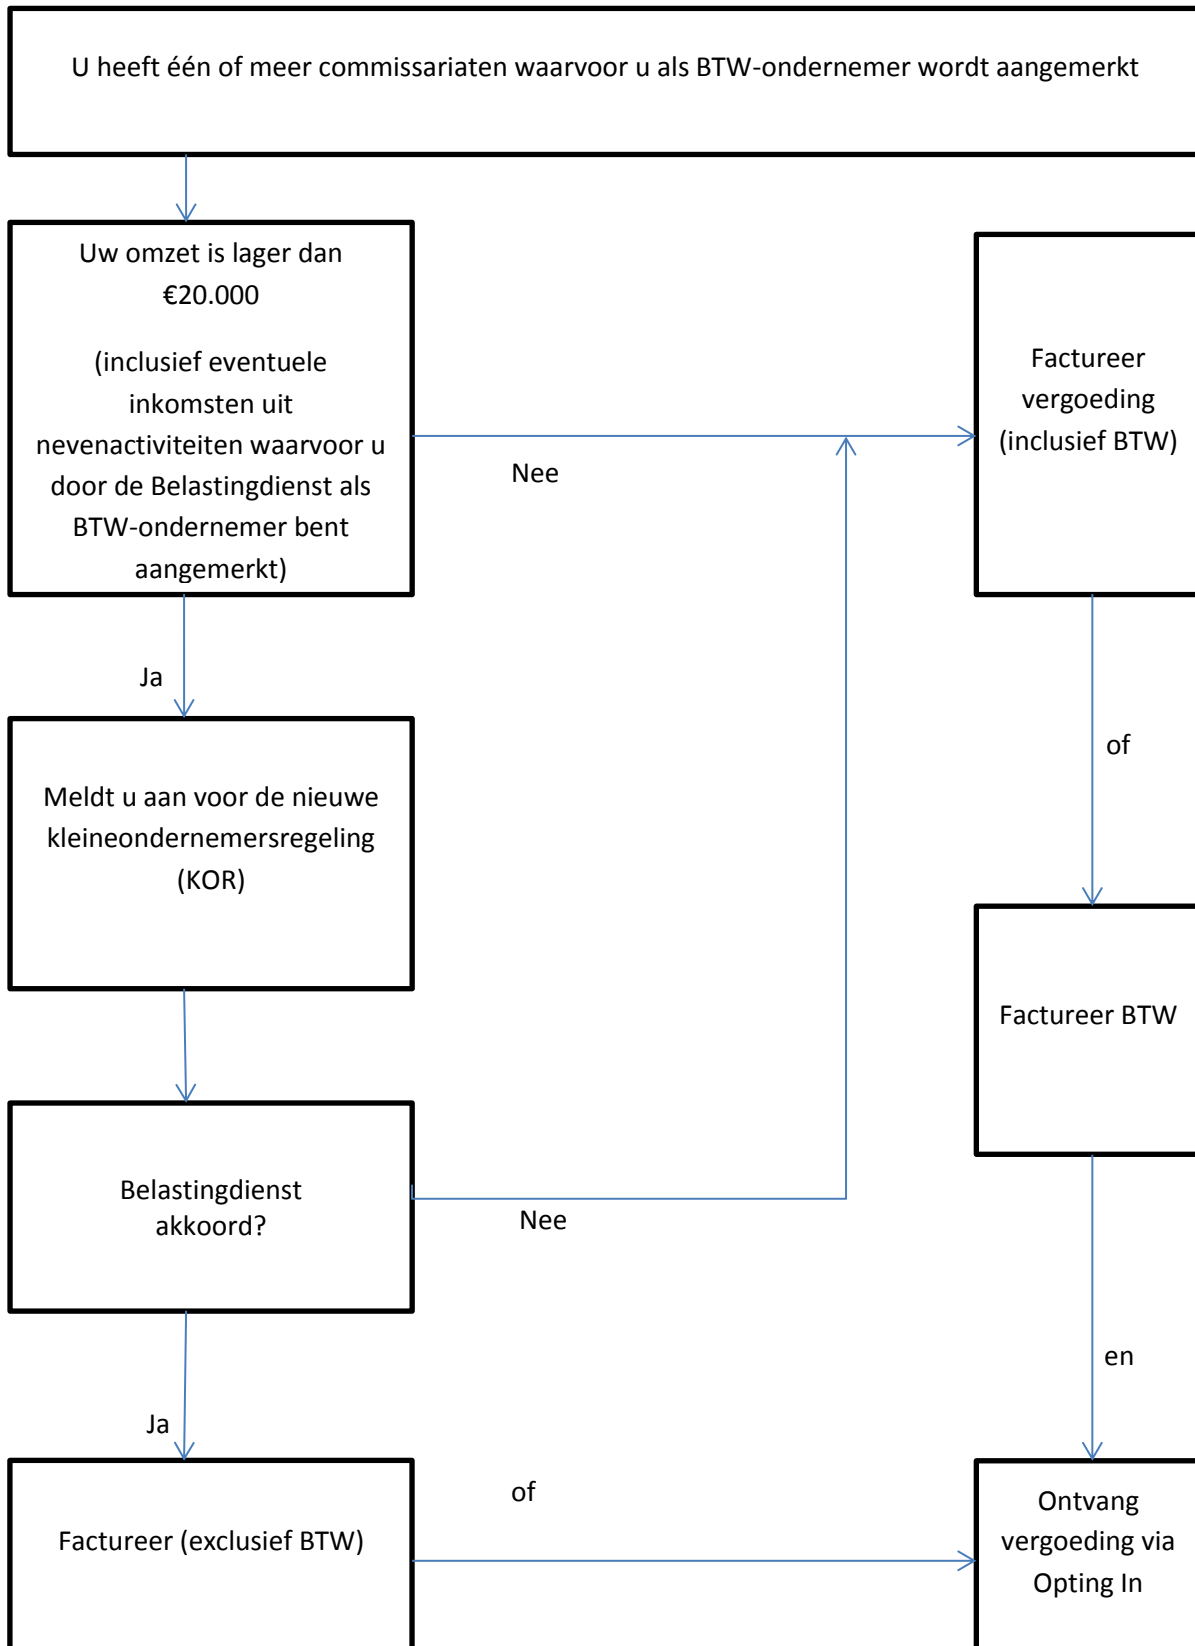 U heeft één of meer commissariaten waarvoor u als BTW-ondernemer wordt aangemerkt
Uw omzet is lager dan
€20.000
(inclusief eventuele
inkomsten uit
nevenactiviteiten waarvoor u
door de Belastingdienst als
BTW-ondernemer bent
aangemerkt)
Nee
Factureer
vergoeding
(inclusief BTW)
Ja
of
Meldt u aan voor de nieuwe
kleineondernemersregeling
(KOR)
Factureer BTW
Belastingdienst
akkoord?
Nee
en
Ja
Factureer (exclusief BTW)
of
Ontvang
vergoeding via
Opting In